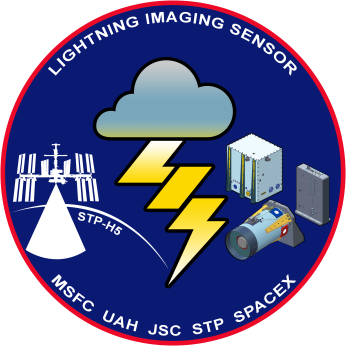 LIGHTNING IMAGING SENSOR
STP-H5
MSFC UAH JSC STP SPACEX